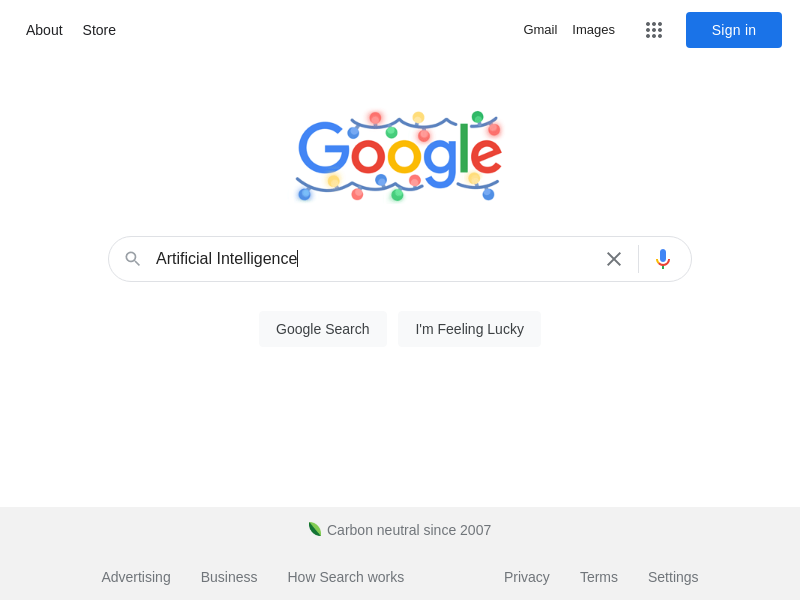 About Store Gmail Images Sign in
Google
Artificial Intelligence
Google Search I'm Feeling Lucky
Carbon neutral since 2007
Advertising Business How Search works Privacy Terms Settings